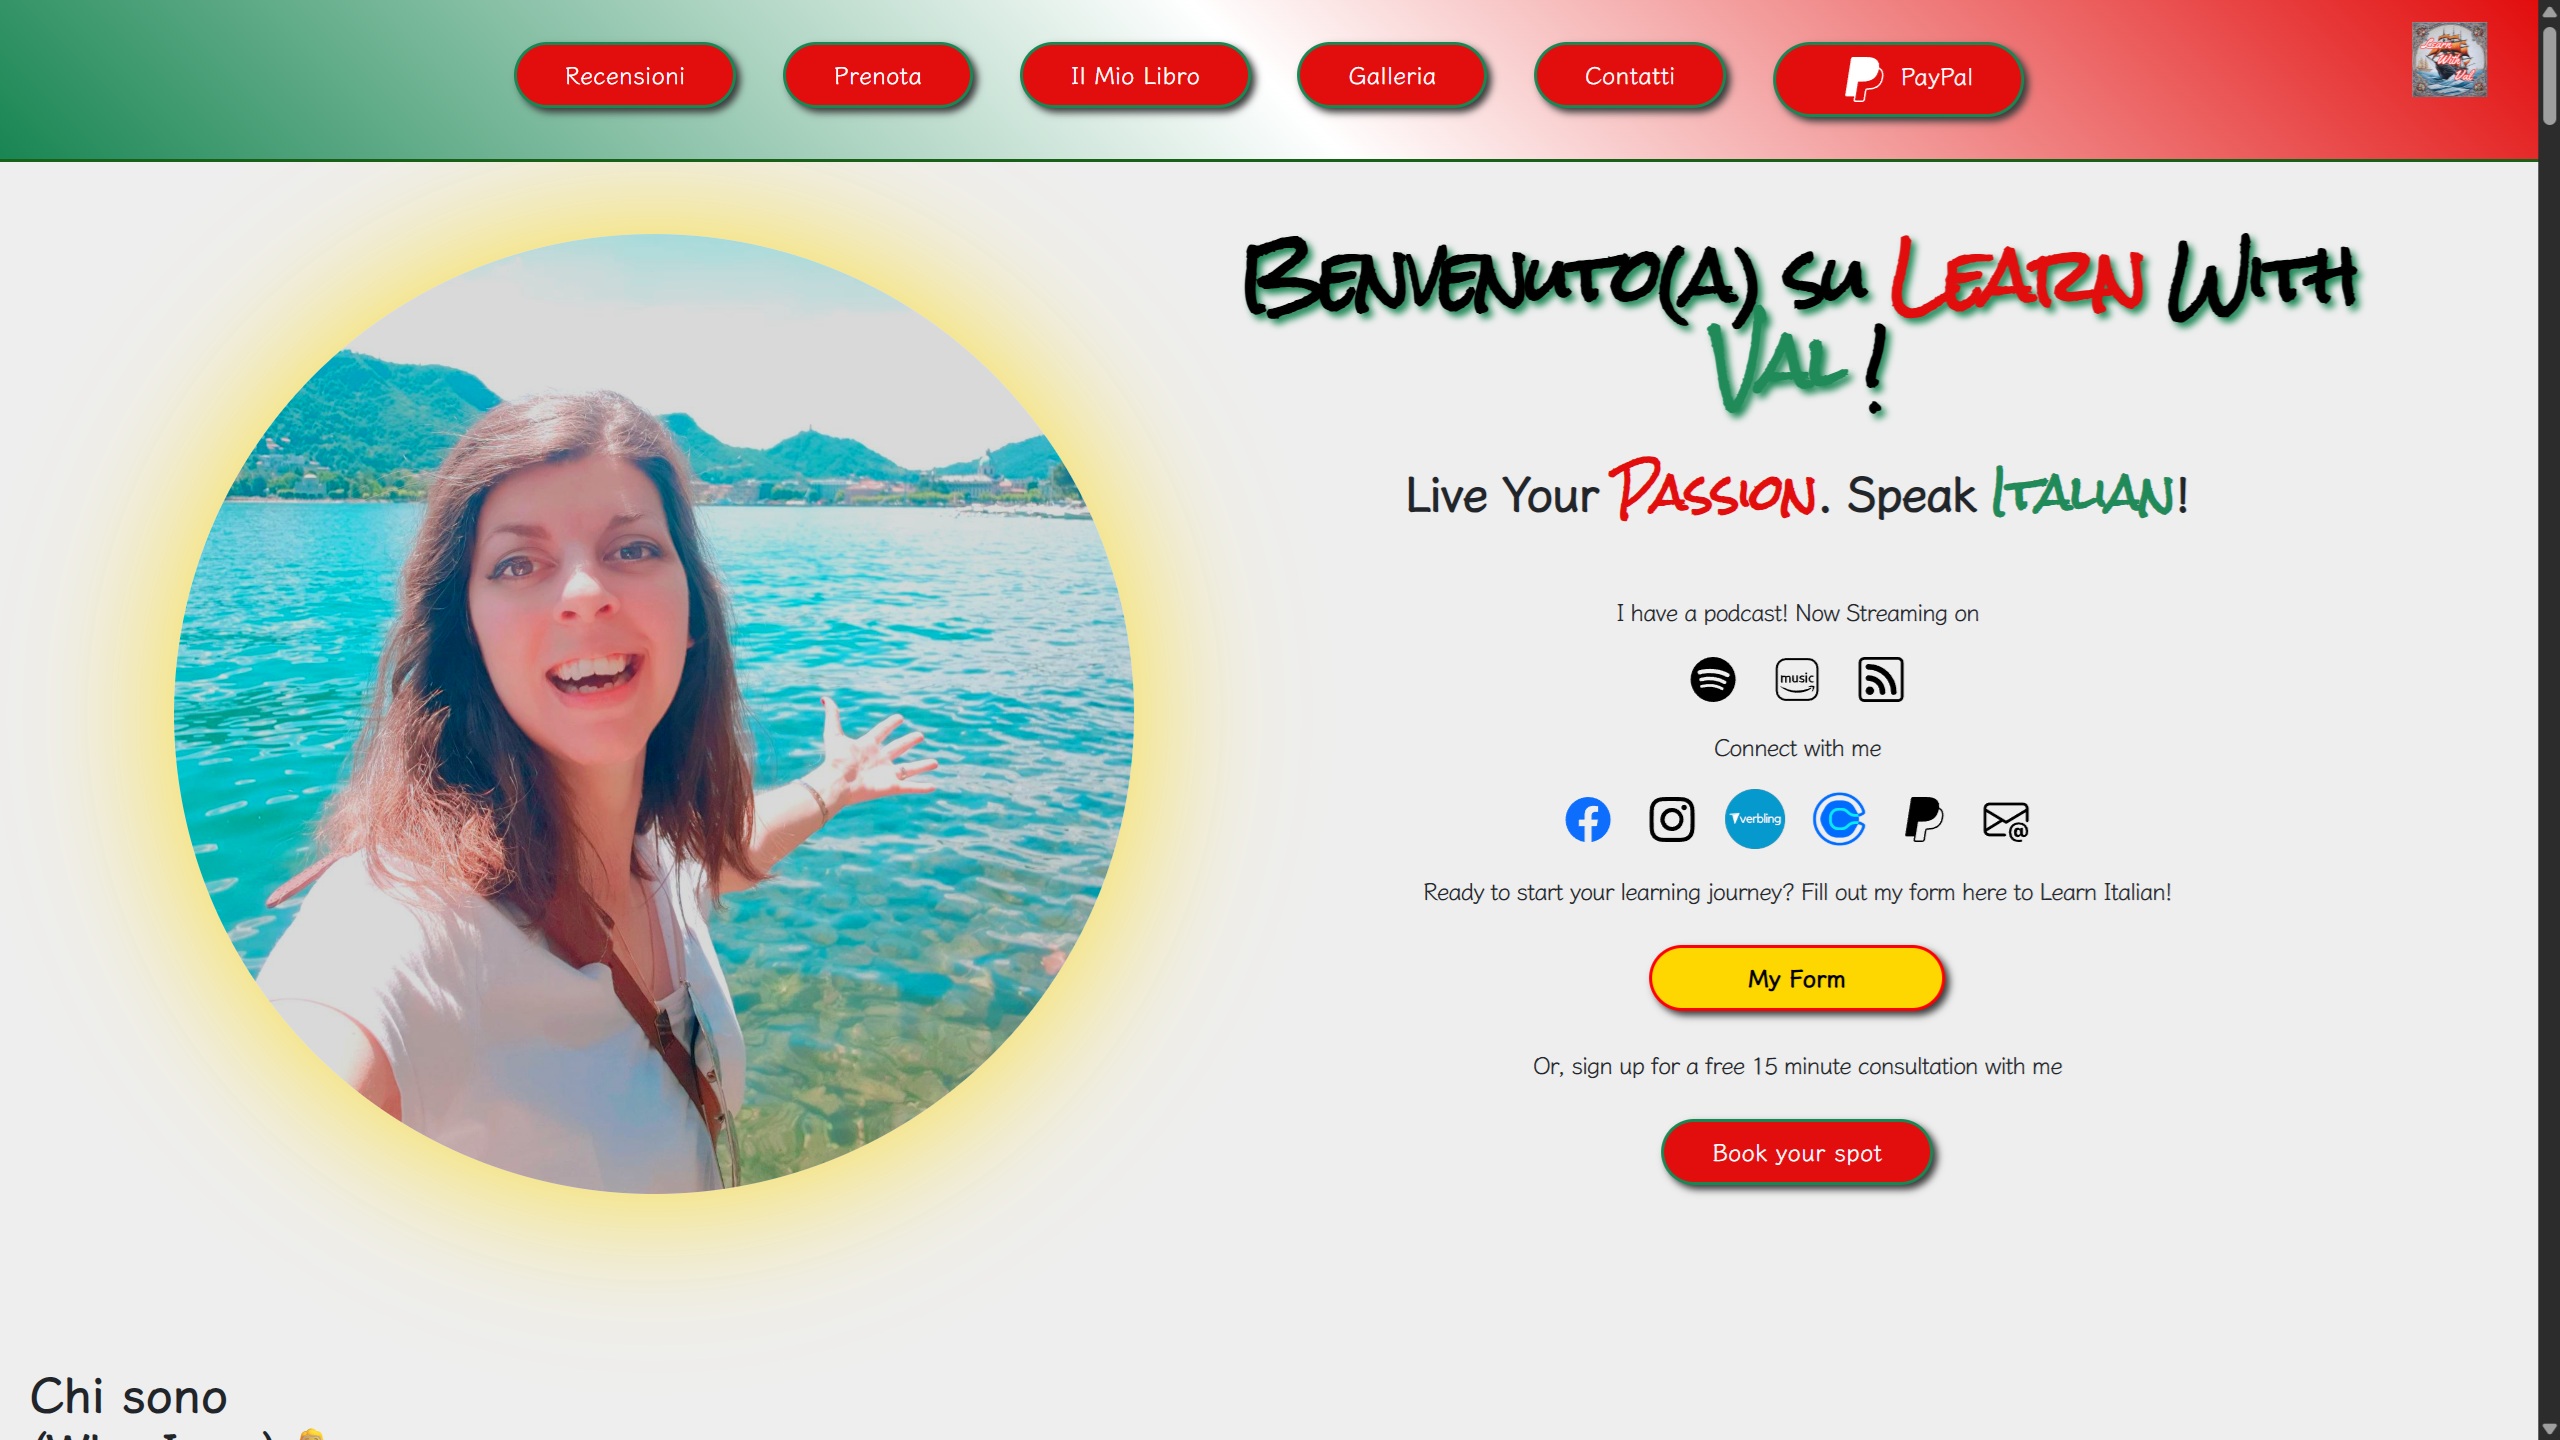 Recensioni
Prenota
Il Mio Libro
Galleria
Contatti
PayPal
Learn
With
Val
Benvenuto(a) su Learn With
Val!
Live Your Passion. Speak Italian!
I have a podcast! Now Streaming on
music
Connect with me
verbling
Ready to start your learning journey? Fill out my form here to Learn Italian!
My Form
Or, sign up for a free 15 minute consultation with me
Book your spot
Chi sono